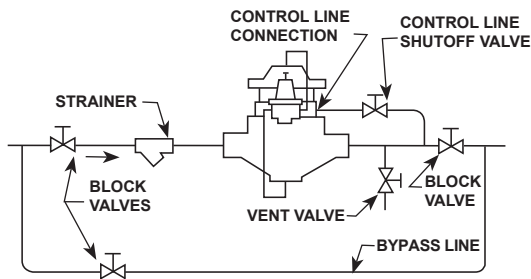 CONTROL LINE
CONNECTION
CONTROL LINE
SHUTOFF VALVE
STRAINER
BLOCK
VALVES
VENT VALVE
BLOCK
VALVE
BYPASS LINE